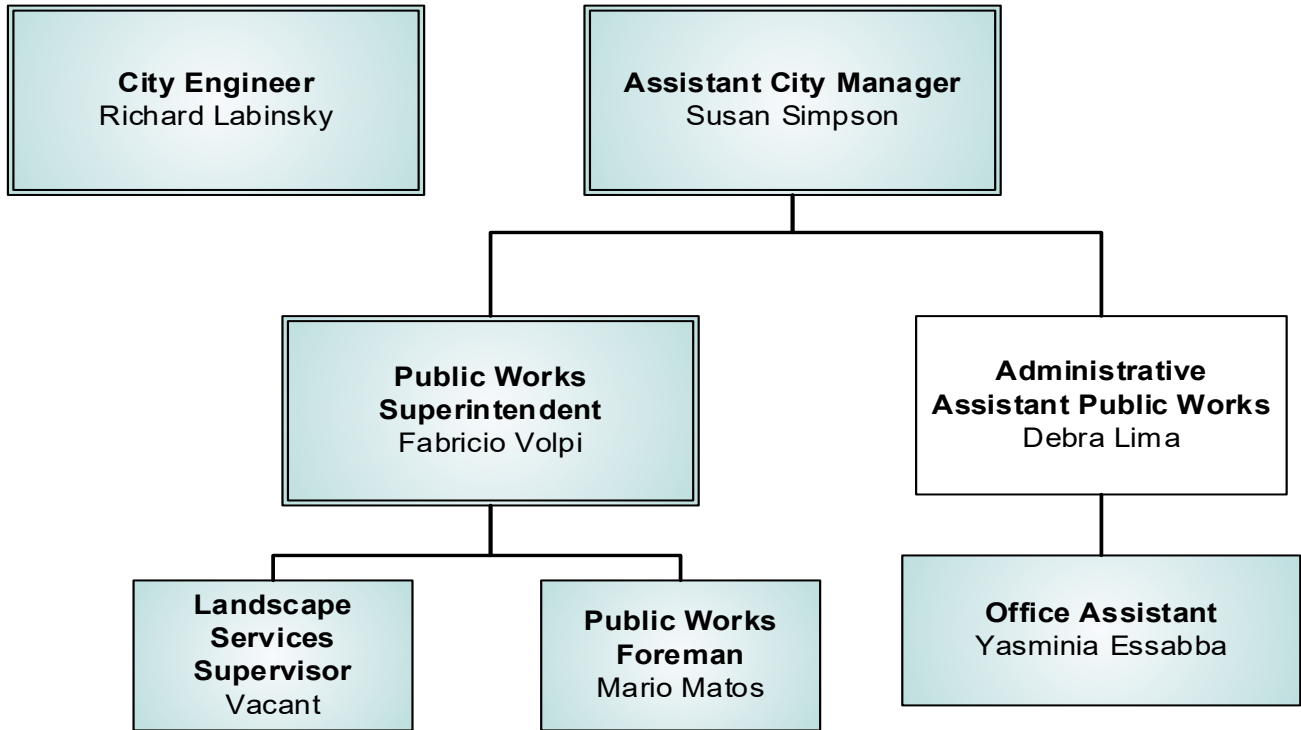 City Engineer
Richard Labinsky
Assistant City Manager
Susan Simpson
Public Works
Superintendent
Fabricio Volpi
Administrative
Assistant Public Works
Debra Lima
Landscape
Services
Supervisor
Vacant
Public Works
Foreman
Mario Matos
Office Assistant
Yasminia Essabba